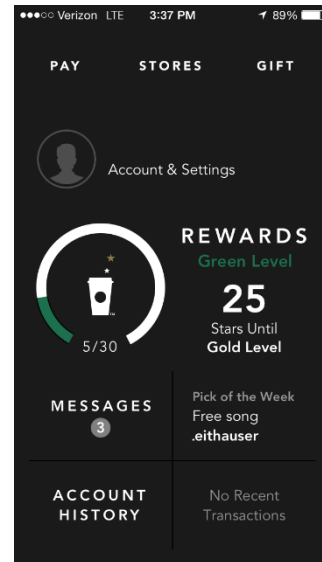 Verizon LTE 3:37 PM 89%
PAY STORES GIFT
Account & Settings
REWARDS
Green Level
25
Stars Until
Gold Level
5/30
MESSAGES
3
Pick of the Week
Free song
.eithauser
ACCOUNT
HISTORY
No Recent
Transactions